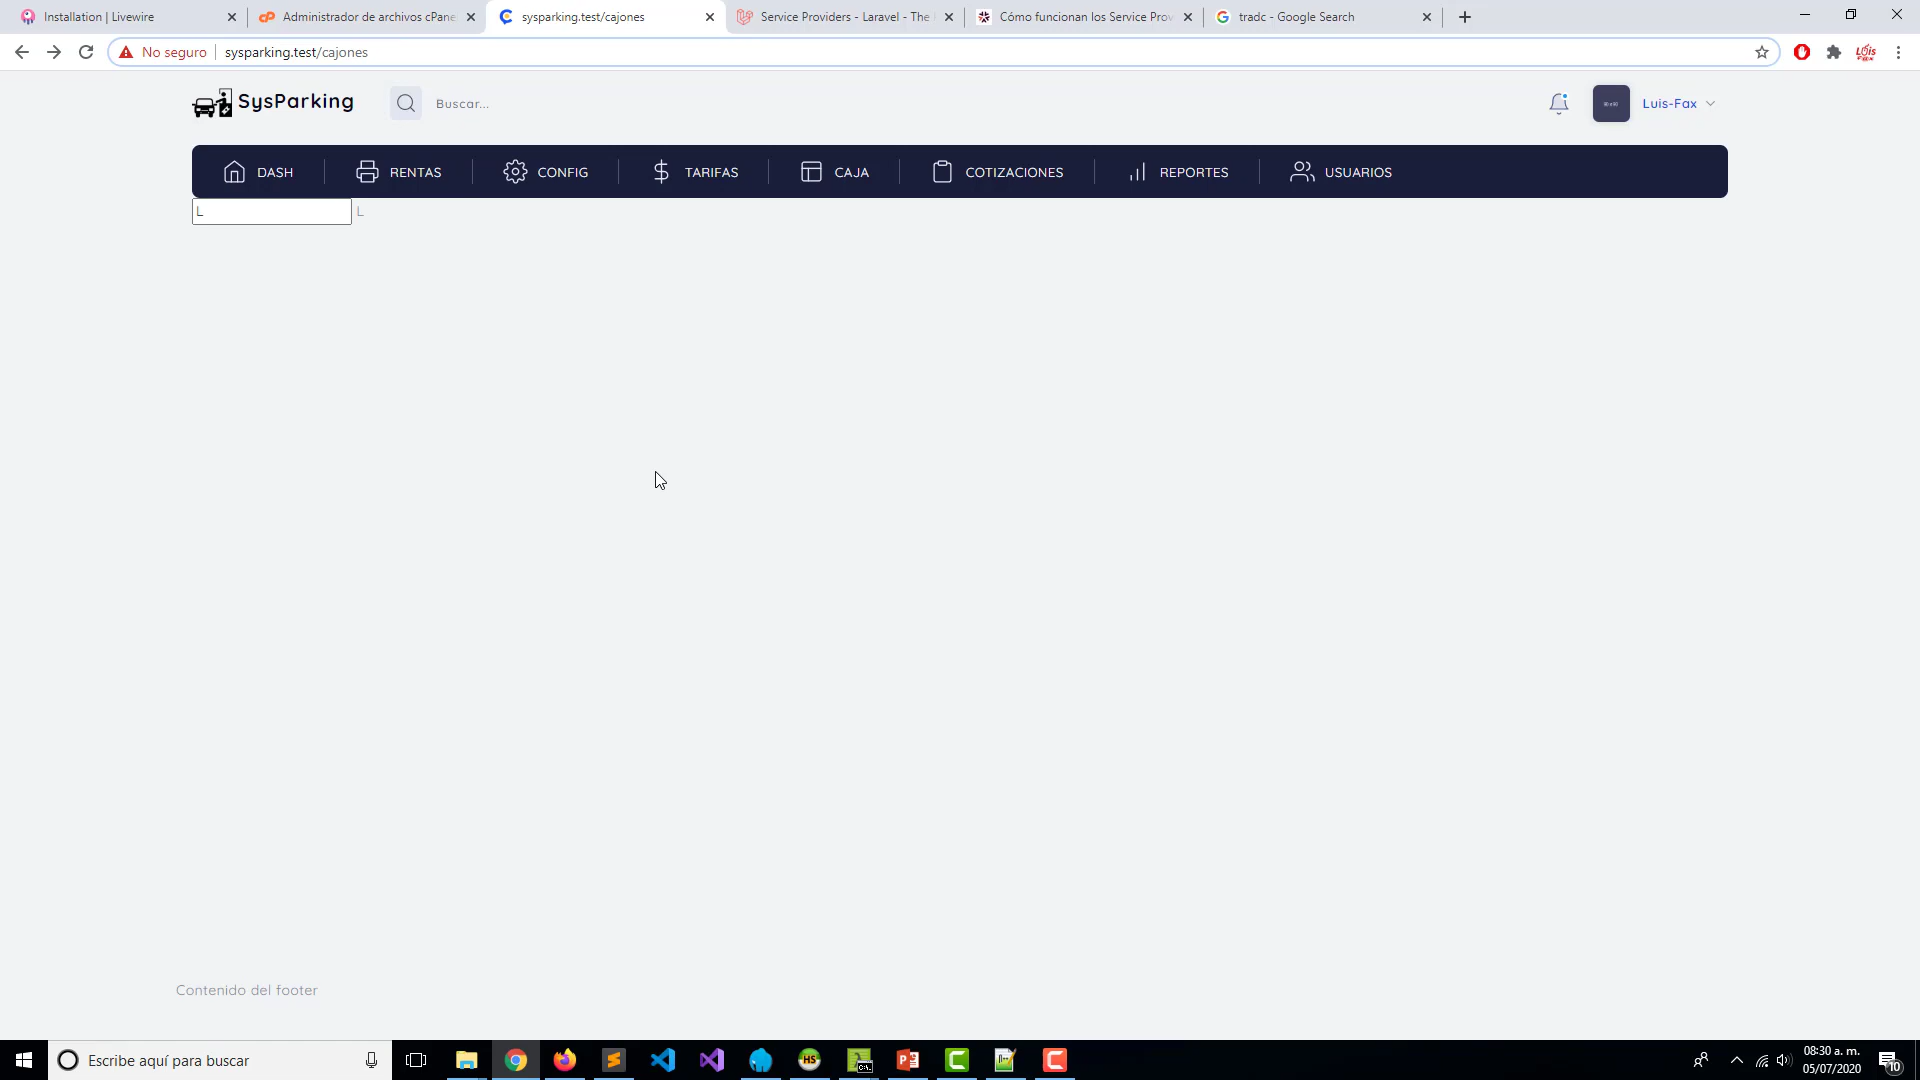 Installation | Livewire
Administrador de archivos cPane
sysparking.test/cajones
Service Providers - Laravel - The
Cómo funcionan los Service Prov
tradc - Google Search
No seguro
sysparking.test/cajones
SysParking
Buscar...
Luis-Fax
DASH
RENTAS
CONFIG
TARIFAS
CAJA
COTIZACIONES
REPORTES
USUARIOS
L
L
Contenido del footer
Escribe aquí para buscar
08:30 a. m.
05/07/2020
10